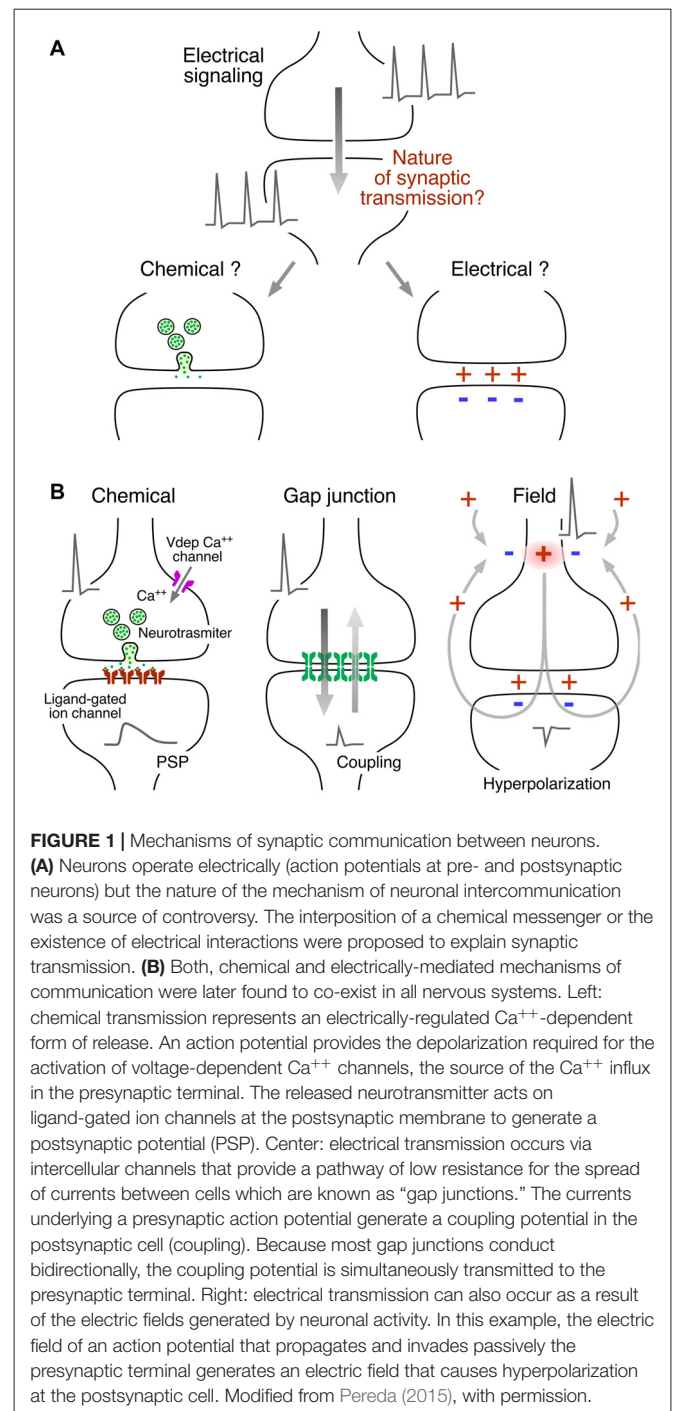 A
Electrical
signaling
Nature
of synaptic
transmission?
Chemical ?
Electrical ?
+ + +
- - -
B
Chemical
Gap junction
Field
Vdep Ca++
channel
Ca++
Neurotrasmiter
Ligand-gated
ion channel
PSP
Coupling
+ +
- + -
+ +
+ +
- -
Hyperpolarization
FIGURE 1 | Mechanisms of synaptic communication between neurons.
(A) Neurons operate electrically (action potentials at pre- and postsynaptic
neurons) but the nature of the mechanism of neuronal intercommunication
was a source of controversy. The interposition of a chemical messenger or the
existence of electrical interactions were proposed to explain synaptic
transmission. (B) Both, chemical and electrically-mediated mechanisms of
communication were later found to co-exist in all nervous systems. Left:
chemical transmission represents an electrically-regulated Ca++-dependent
form of release. An action potential provides the depolarization required for the
activation of voltage-dependent Ca++ channels, the source of the Ca++ influx
in the presynaptic terminal. The released neurotransmitter acts on
ligand-gated ion channels at the postsynaptic membrane to generate a
postsynaptic potential (PSP). Center: electrical transmission occurs via
intercellular channels that provide a pathway of low resistance for the spread
of currents between cells which are known as “gap junctions.” The currents
underlying a presynaptic action potential generate a coupling potential in the
postsynaptic cell (coupling). Because most gap junctions conduct
bidirectionally, the coupling potential is simultaneously transmitted to the
presynaptic terminal. Right: electrical transmission can also occur as a result
of the electric fields generated by neuronal activity. In this example, the electric
field of an action potential that propagates and invades passively the
presynaptic terminal generates an electric field that causes hyperpolarization
at the postsynaptic cell. Modified from Pereda (2015), with permission.